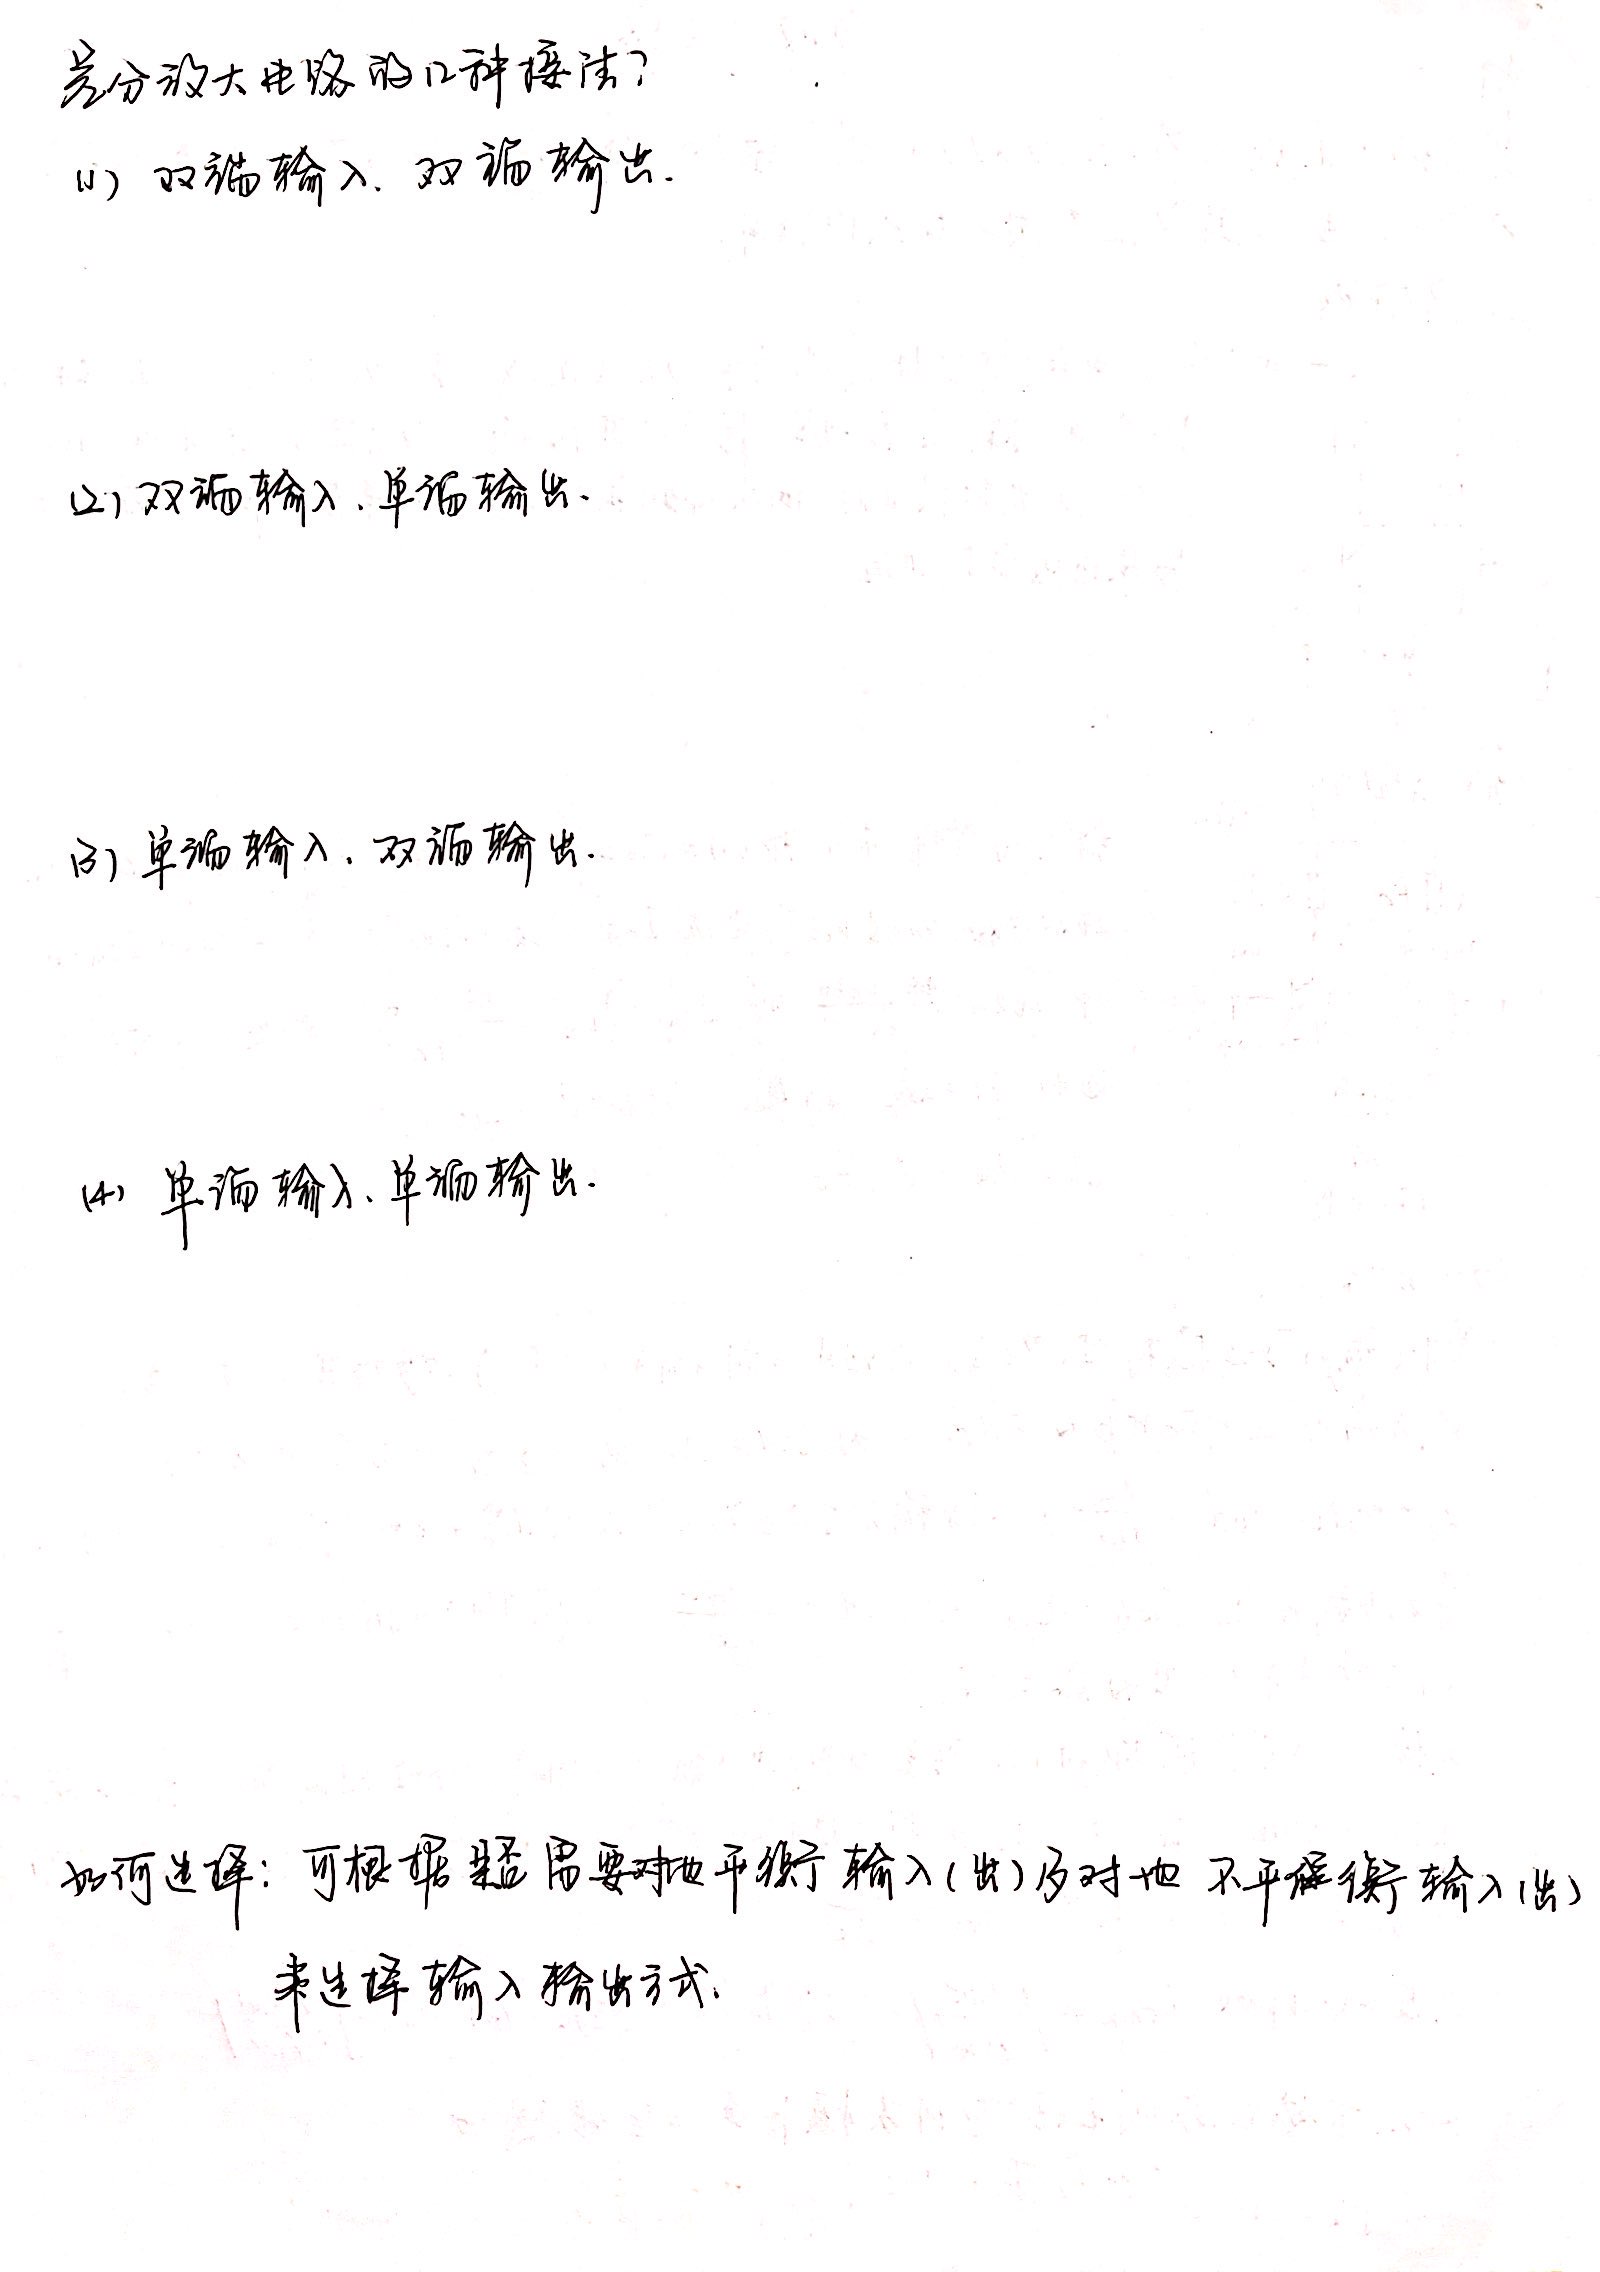 差分放大电路的几种接法?
(1) 双端输入、双端输出.
(2) 双端输入、单端输出.
(3) 单端输入、双端输出.
(4) 单端输入、单端输出.
如何选择: 可根据是否需要对地平衡输入(出)及对地不平衡输入(出)
来选择输入输出方式.